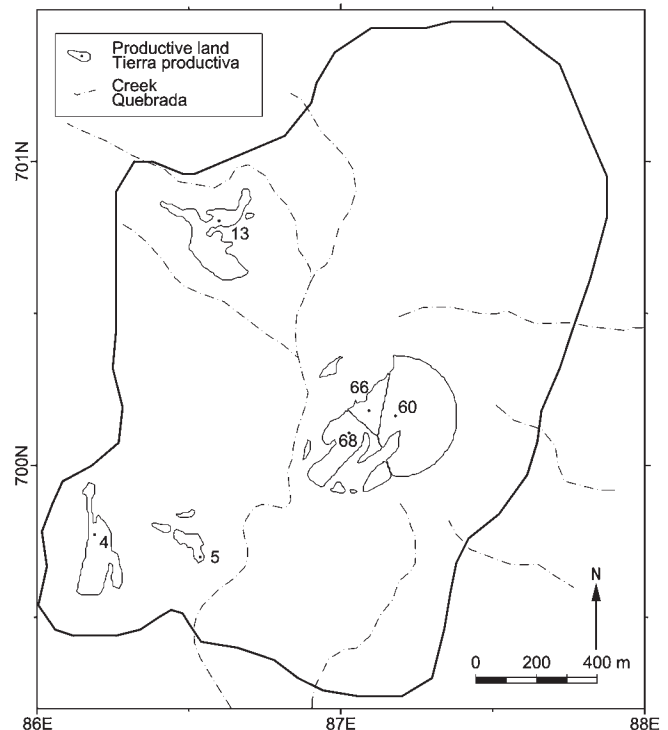 Productive land
Tierra productiva
Creek
Quebrada
701N
13
66
60
68
700N
4
5
N
0 200 400 m
86E 87E 88E